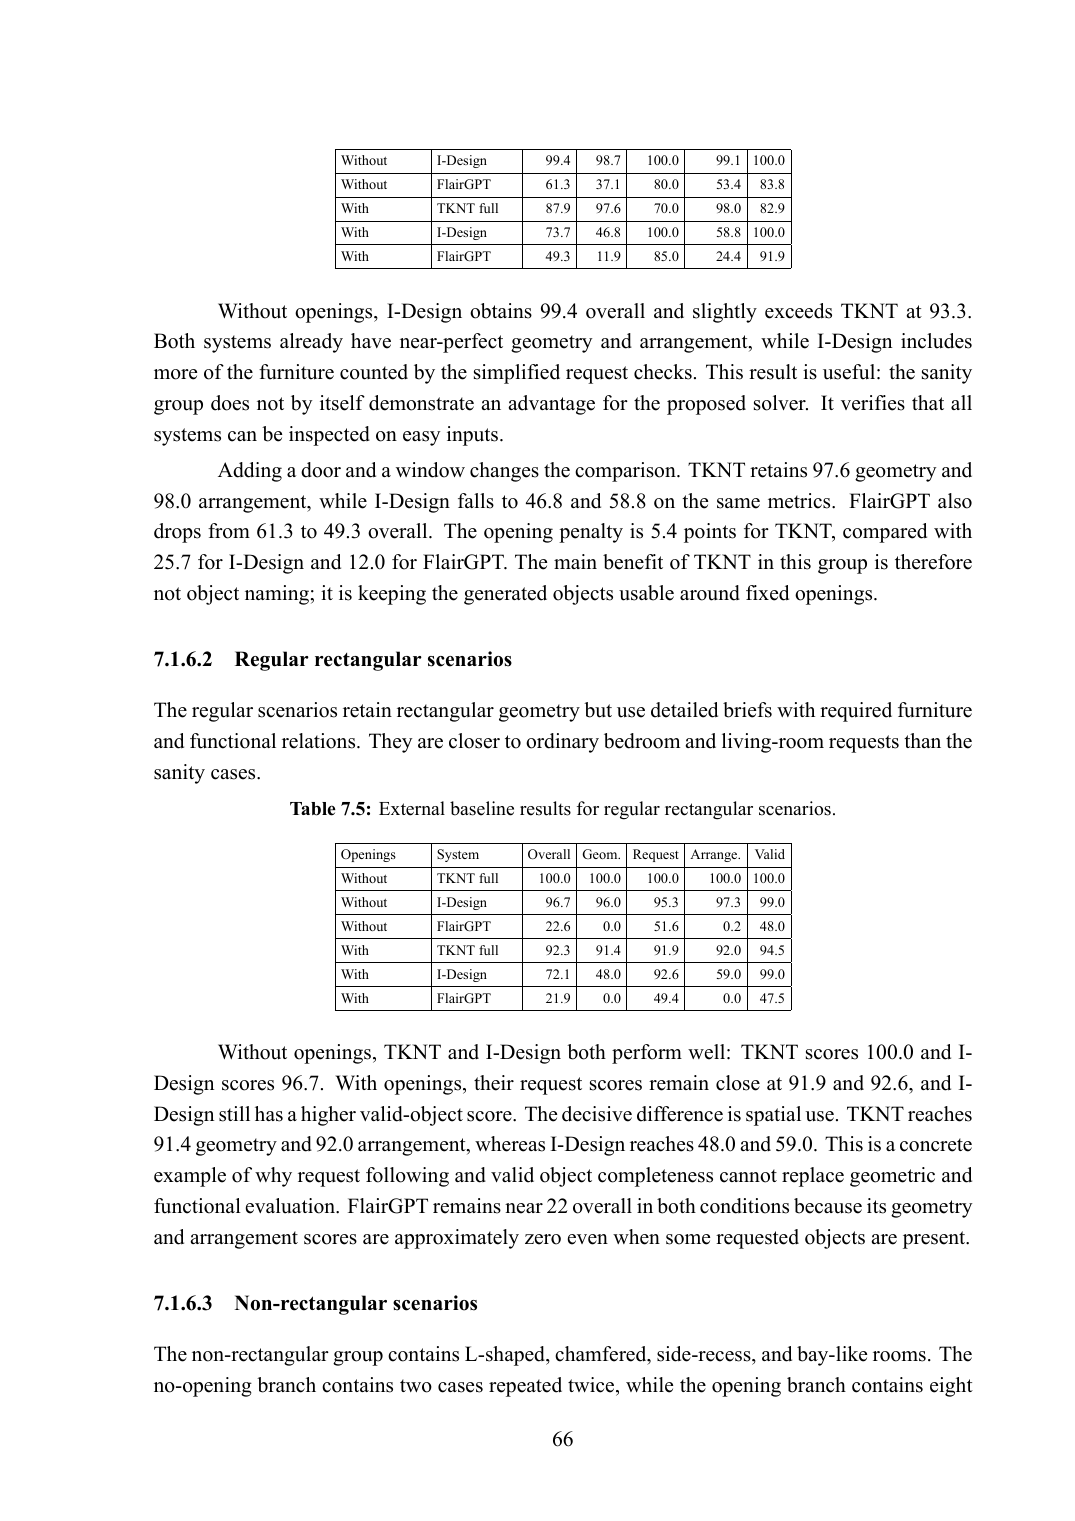 Without I-Design 99.4 98.7 100.0 99.1 100.0
Without FlairGPT 61.3 37.1 80.0 53.4 83.8
With TKNT full 87.9 97.6 70.0 98.0 82.9
With I-Design 73.7 46.8 100.0 58.8 100.0
With FlairGPT 49.3 11.9 85.0 24.4 91.9
Without openings, I-Design obtains 99.4 overall and slightly exceeds TKNT at 93.3.
Both systems already have near-perfect geometry and arrangement, while I-Design includes
more of the furniture counted by the simplified request checks. This result is useful: the sanity
group does not by itself demonstrate an advantage for the proposed solver. It verifies that all
systems can be inspected on easy inputs.
Adding a door and a window changes the comparison. TKNT retains 97.6 geometry and
98.0 arrangement, while I-Design falls to 46.8 and 58.8 on the same metrics. FlairGPT also
drops from 61.3 to 49.3 overall. The opening penalty is 5.4 points for TKNT, compared with
25.7 for I-Design and 12.0 for FlairGPT. The main benefit of TKNT in this group is therefore
not object naming; it is keeping the generated objects usable around fixed openings.
7.1.6.2 Regular rectangular scenarios
The regular scenarios retain rectangular geometry but use detailed briefs with required furniture
and functional relations. They are closer to ordinary bedroom and living-room requests than the
sanity cases.
Table 7.5: External baseline results for regular rectangular scenarios.
Openings System Overall Geom. Request Arrange. Valid
Without TKNT full 100.0 100.0 100.0 100.0 100.0
Without I-Design 96.7 96.0 95.3 97.3 99.0
Without FlairGPT 22.6 0.0 51.6 0.2 48.0
With TKNT full 92.3 91.4 91.9 92.0 94.5
With I-Design 72.1 48.0 92.6 59.0 99.0
With FlairGPT 21.9 0.0 49.4 0.0 47.5
Without openings, TKNT and I-Design both perform well: TKNT scores 100.0 and I-
Design scores 96.7. With openings, their request scores remain close at 91.9 and 92.6, and I-
Design still has a higher valid-object score. The decisive difference is spatial use. TKNT reaches
91.4 geometry and 92.0 arrangement, whereas I-Design reaches 48.0 and 59.0. This is a concrete
example of why request following and valid object completeness cannot replace geometric and
functional evaluation. FlairGPT remains near 22 overall in both conditions because its geometry
and arrangement scores are approximately zero even when some requested objects are present.
7.1.6.3 Non-rectangular scenarios
The non-rectangular group contains L-shaped, chamfered, side-recess, and bay-like rooms. The
no-opening branch contains two cases repeated twice, while the opening branch contains eight
66